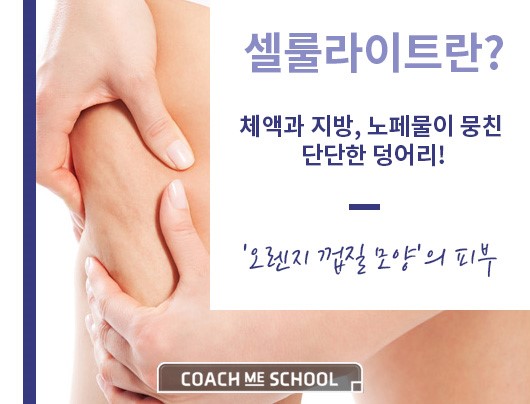 셀룰라이트란?
체액과 지방, 노폐물이 뭉친
단단한 덩어리!
'오렌지 껍질 모양'의 피부
COACH ME SCHOOL